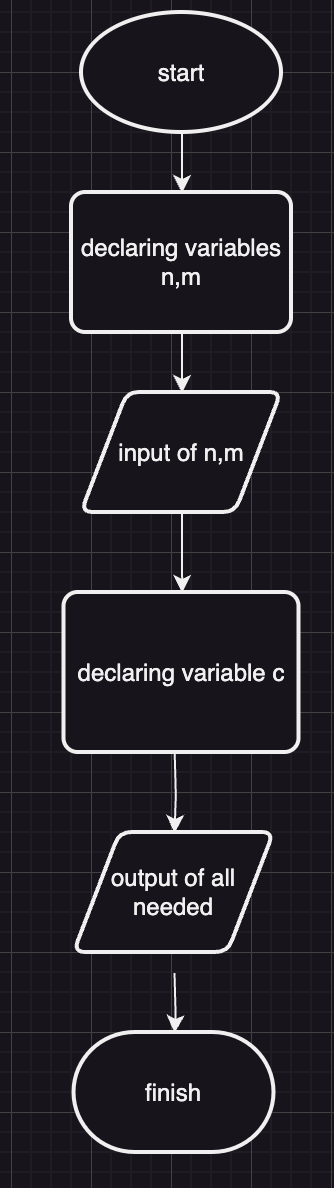 start
declaring variables
n,m
input of n,m
declaring variable c
output of all
needed
finish